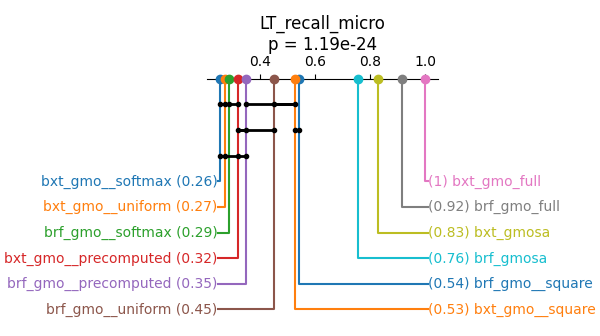 LT_recall_micro
p = 1.19e-24
0.4 0.6 0.8 1.0
bxt_gmo__softmax (0.26) (1) bxt_gmo_full
bxt_gmo__uniform (0.27) (0.92) brf_gmo_full
brf_gmo__softmax (0.29) (0.83) bxt_gmosa
bxt_gmo__precomputed (0.32) (0.76) brf_gmosa
brf_gmo__precomputed (0.35) (0.54) brf_gmo__square
brf_gmo__uniform (0.45) (0.53) bxt_gmo__square